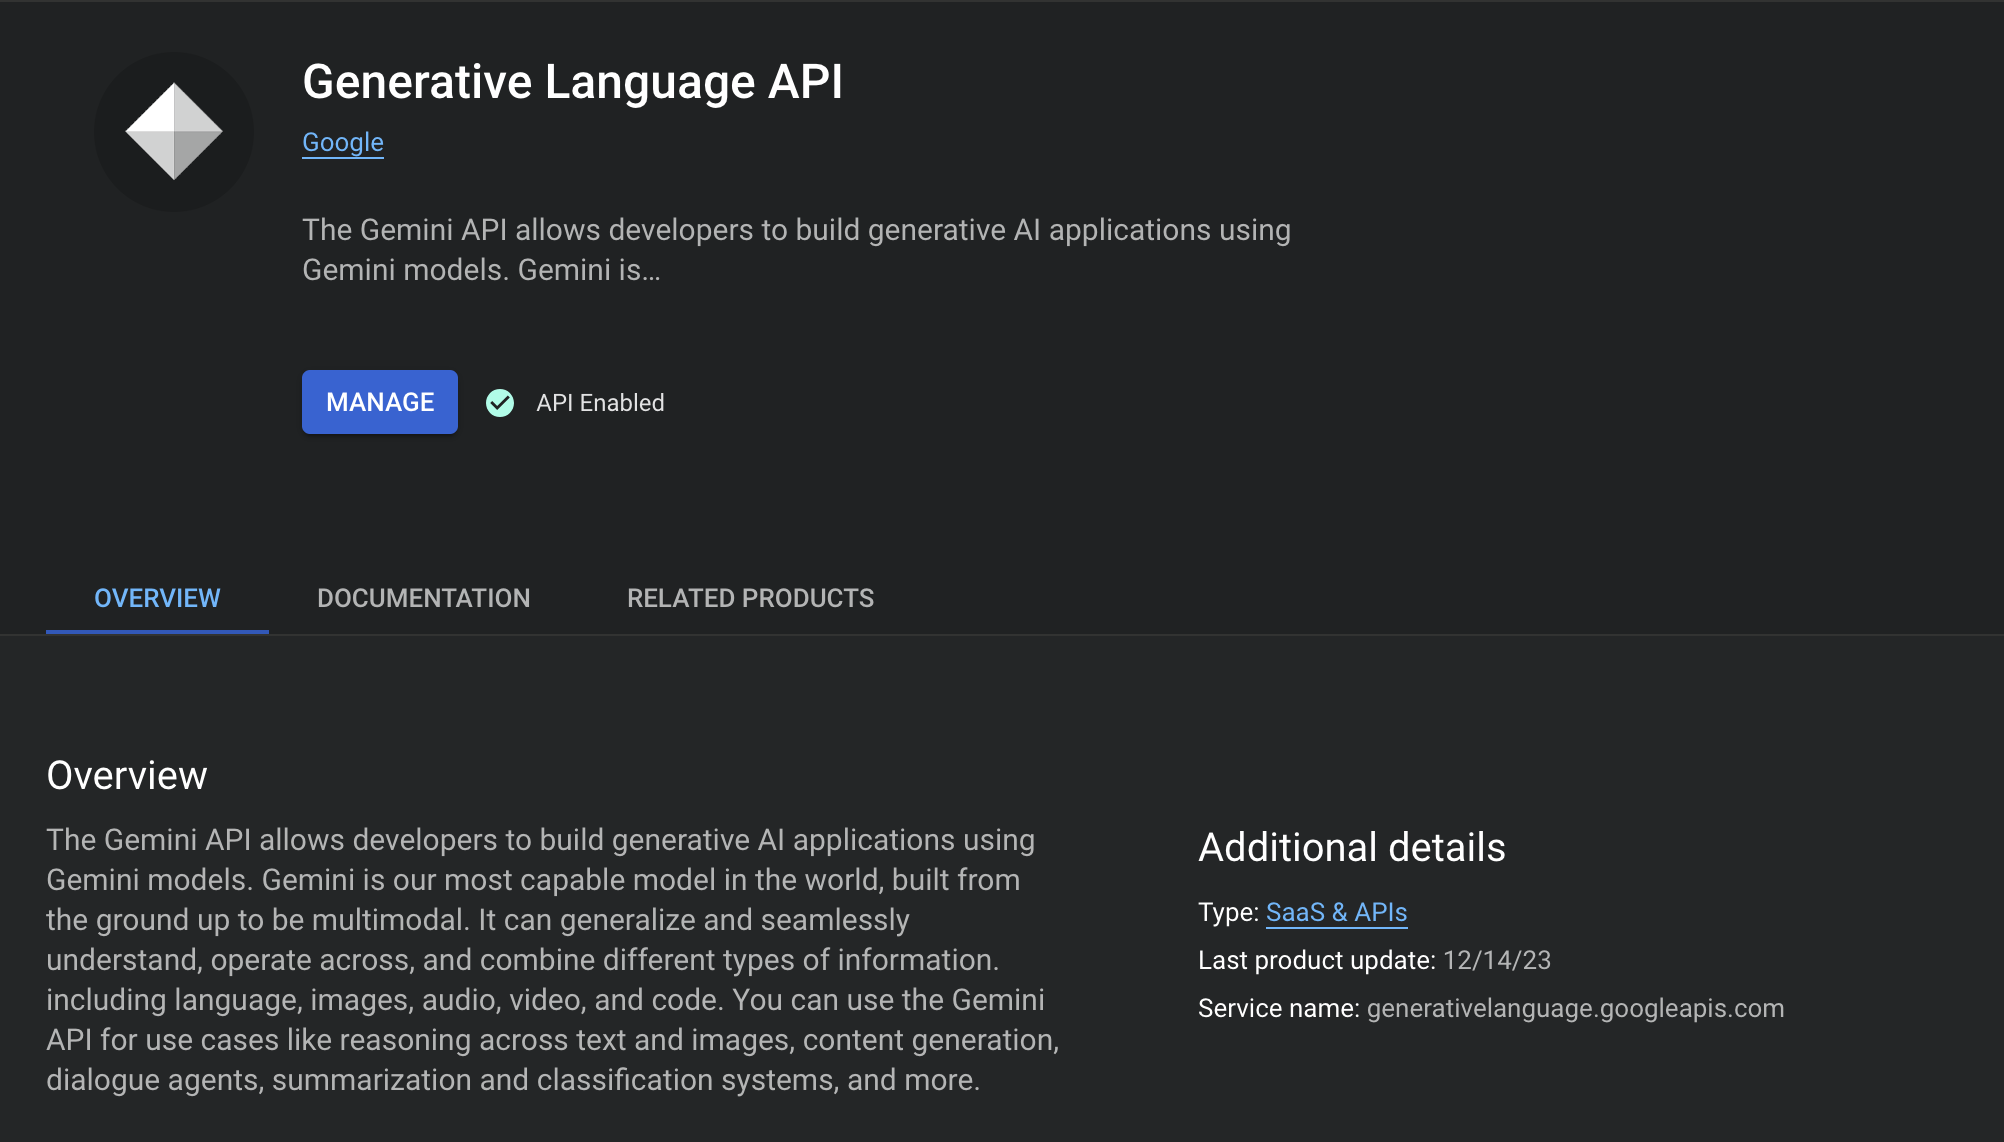 Generative Language API
Google
The Gemini API allows developers to build generative AI applications using
Gemini models. Gemini is...
MANAGE
API Enabled
OVERVIEW
DOCUMENTATION
RELATED PRODUCTS
Overview
The Gemini API allows developers to build generative AI applications using
Gemini models. Gemini is our most capable model in the world, built from
the ground up to be multimodal. It can generalize and seamlessly
understand, operate across, and combine different types of information.
including language, images, audio, video, and code. You can use the Gemini
API for use cases like reasoning across text and images, content generation,
dialogue agents, summarization and classification systems, and more.
Additional details
Type: SaaS & APIs
Last product update: 12/14/23
Service name: generativelanguage.googleapis.com